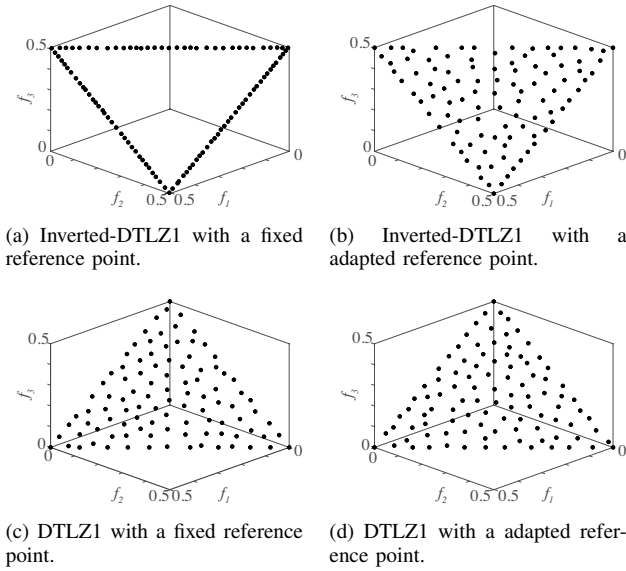 0.5
f3
0
0
0
f2
0.5
0.5
f1
0.5
f3
0
0
0
f2
0.5
0.5
f1
(a) Inverted-DTLZ1 with a fixed
reference point.
(b) Inverted-DTLZ1 with a
adapted reference point.
0.5
f3
0
0
0
f2
0.5
0.5
f1
0.5
f3
0
0
0
f2
0.5
0.5
f1
(c) DTLZ1 with a fixed reference
point.
(d) DTLZ1 with a adapted refer-
ence point.